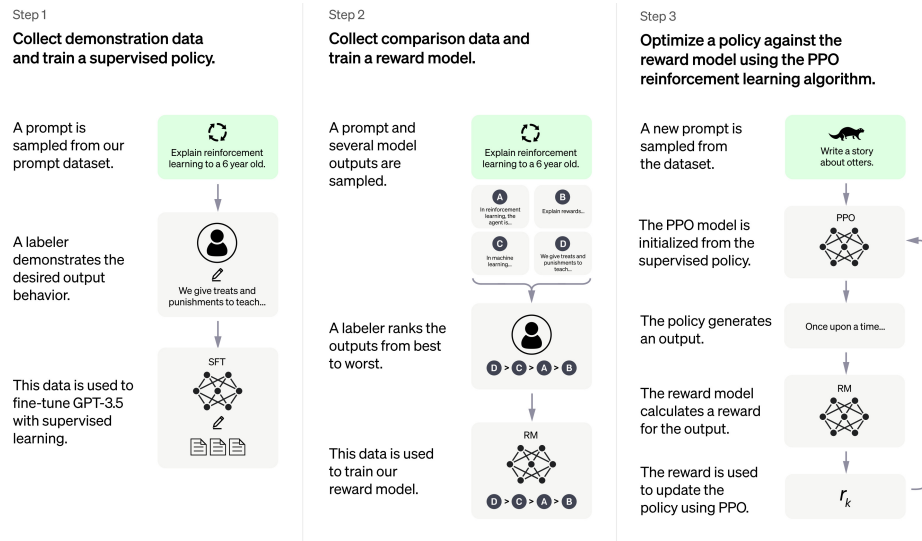 Step 1
Collect demonstration data
and train a supervised policy.
A prompt is
sampled from our
prompt dataset.
Explain reinforcement
learning to a 6 year old.
A labeler
demonstrates the
desired output
behavior.
We give treats and
punishments to teach...
This data is used to
fine-tune GPT-3.5
with supervised
learning.
SFT
Step 2
Collect comparison data and
train a reward model.
A prompt and
several model
outputs are
sampled.
Explain reinforcement
learning to a 6 year old.
A
In reinforcement
learning, the
agent is...
B
Explain rewards...
C
In machine
learning...
D
We give treats and
punishments to
teach...
A labeler ranks the
outputs from best
to worst.
D > C > A > B
This data is used
to train our
reward model.
RM
D > C > A > B
Step 3
Optimize a policy against the
reward model using the PPO
reinforcement learning algorithm.
A new prompt is
sampled from
the dataset.
Write a story
about otters.
The PPO model is
initialized from the
supervised policy.
PPO
The policy generates
an output.
Once upon a time...
The reward model
calculates a reward
for the output.
RM
The reward is used
to update the
policy using PPO.
rk